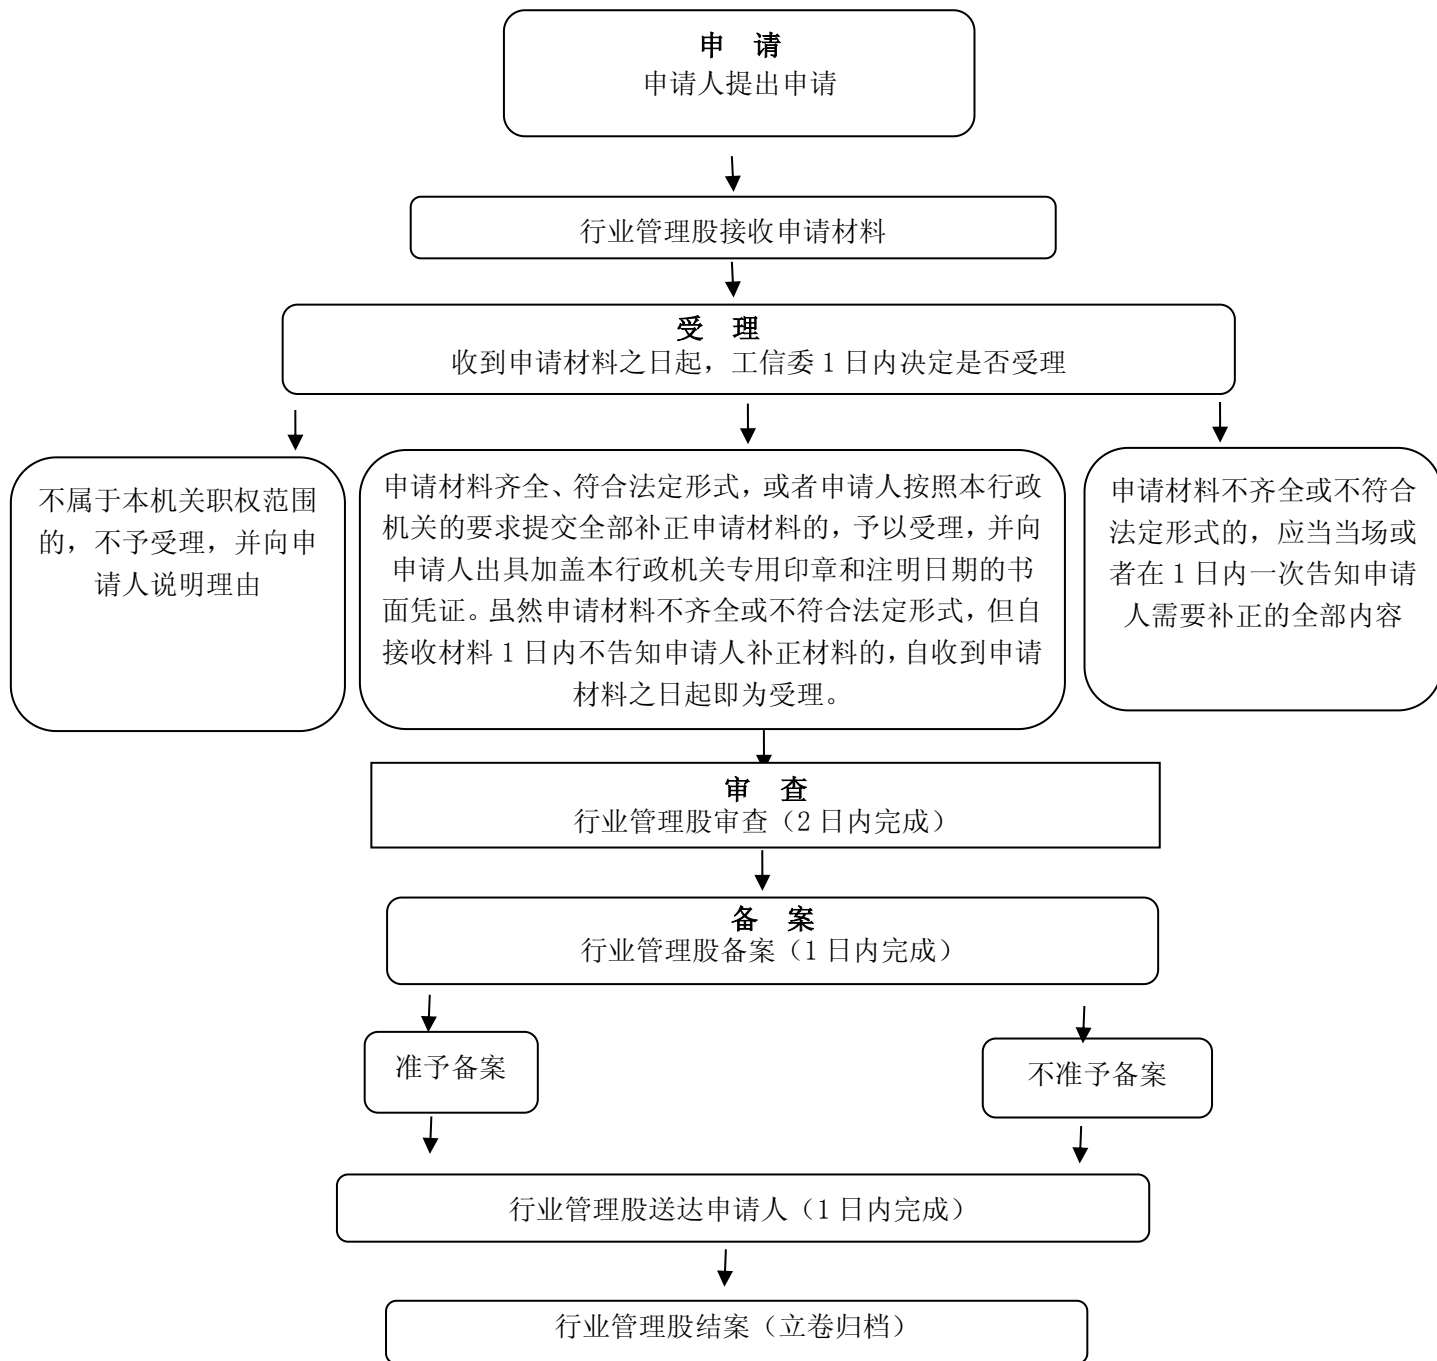 申　请
申请人提出申请
行业管理股接收申请材料
受　理
收到申请材料之日起，工信委 1 日内决定是否受理
不属于本机关职权范围
的，不予受理，并向申
请人说明理由
申请材料齐全、符合法定形式，或者申请人按照本行政
机关的要求提交全部补正申请材料的，予以受理，并向
申请人出具加盖本行政机关专用印章和注明日期的书
面凭证。虽然申请材料不齐全或不符合法定形式，但自
接收材料 1 日内不告知申请人补正材料的，自收到申请
材料之日起即为受理。
申请材料不齐全或不符合
法定形式的，应当当场或
者在 1 日内一次告知申请
人需要补正的全部内容
审　查
行业管理股审查（2 日内完成）
备　案
行业管理股备案（1 日内完成）
准予备案
不准予备案
行业管理股送达申请人（1 日内完成）
行业管理股结案（立卷归档）